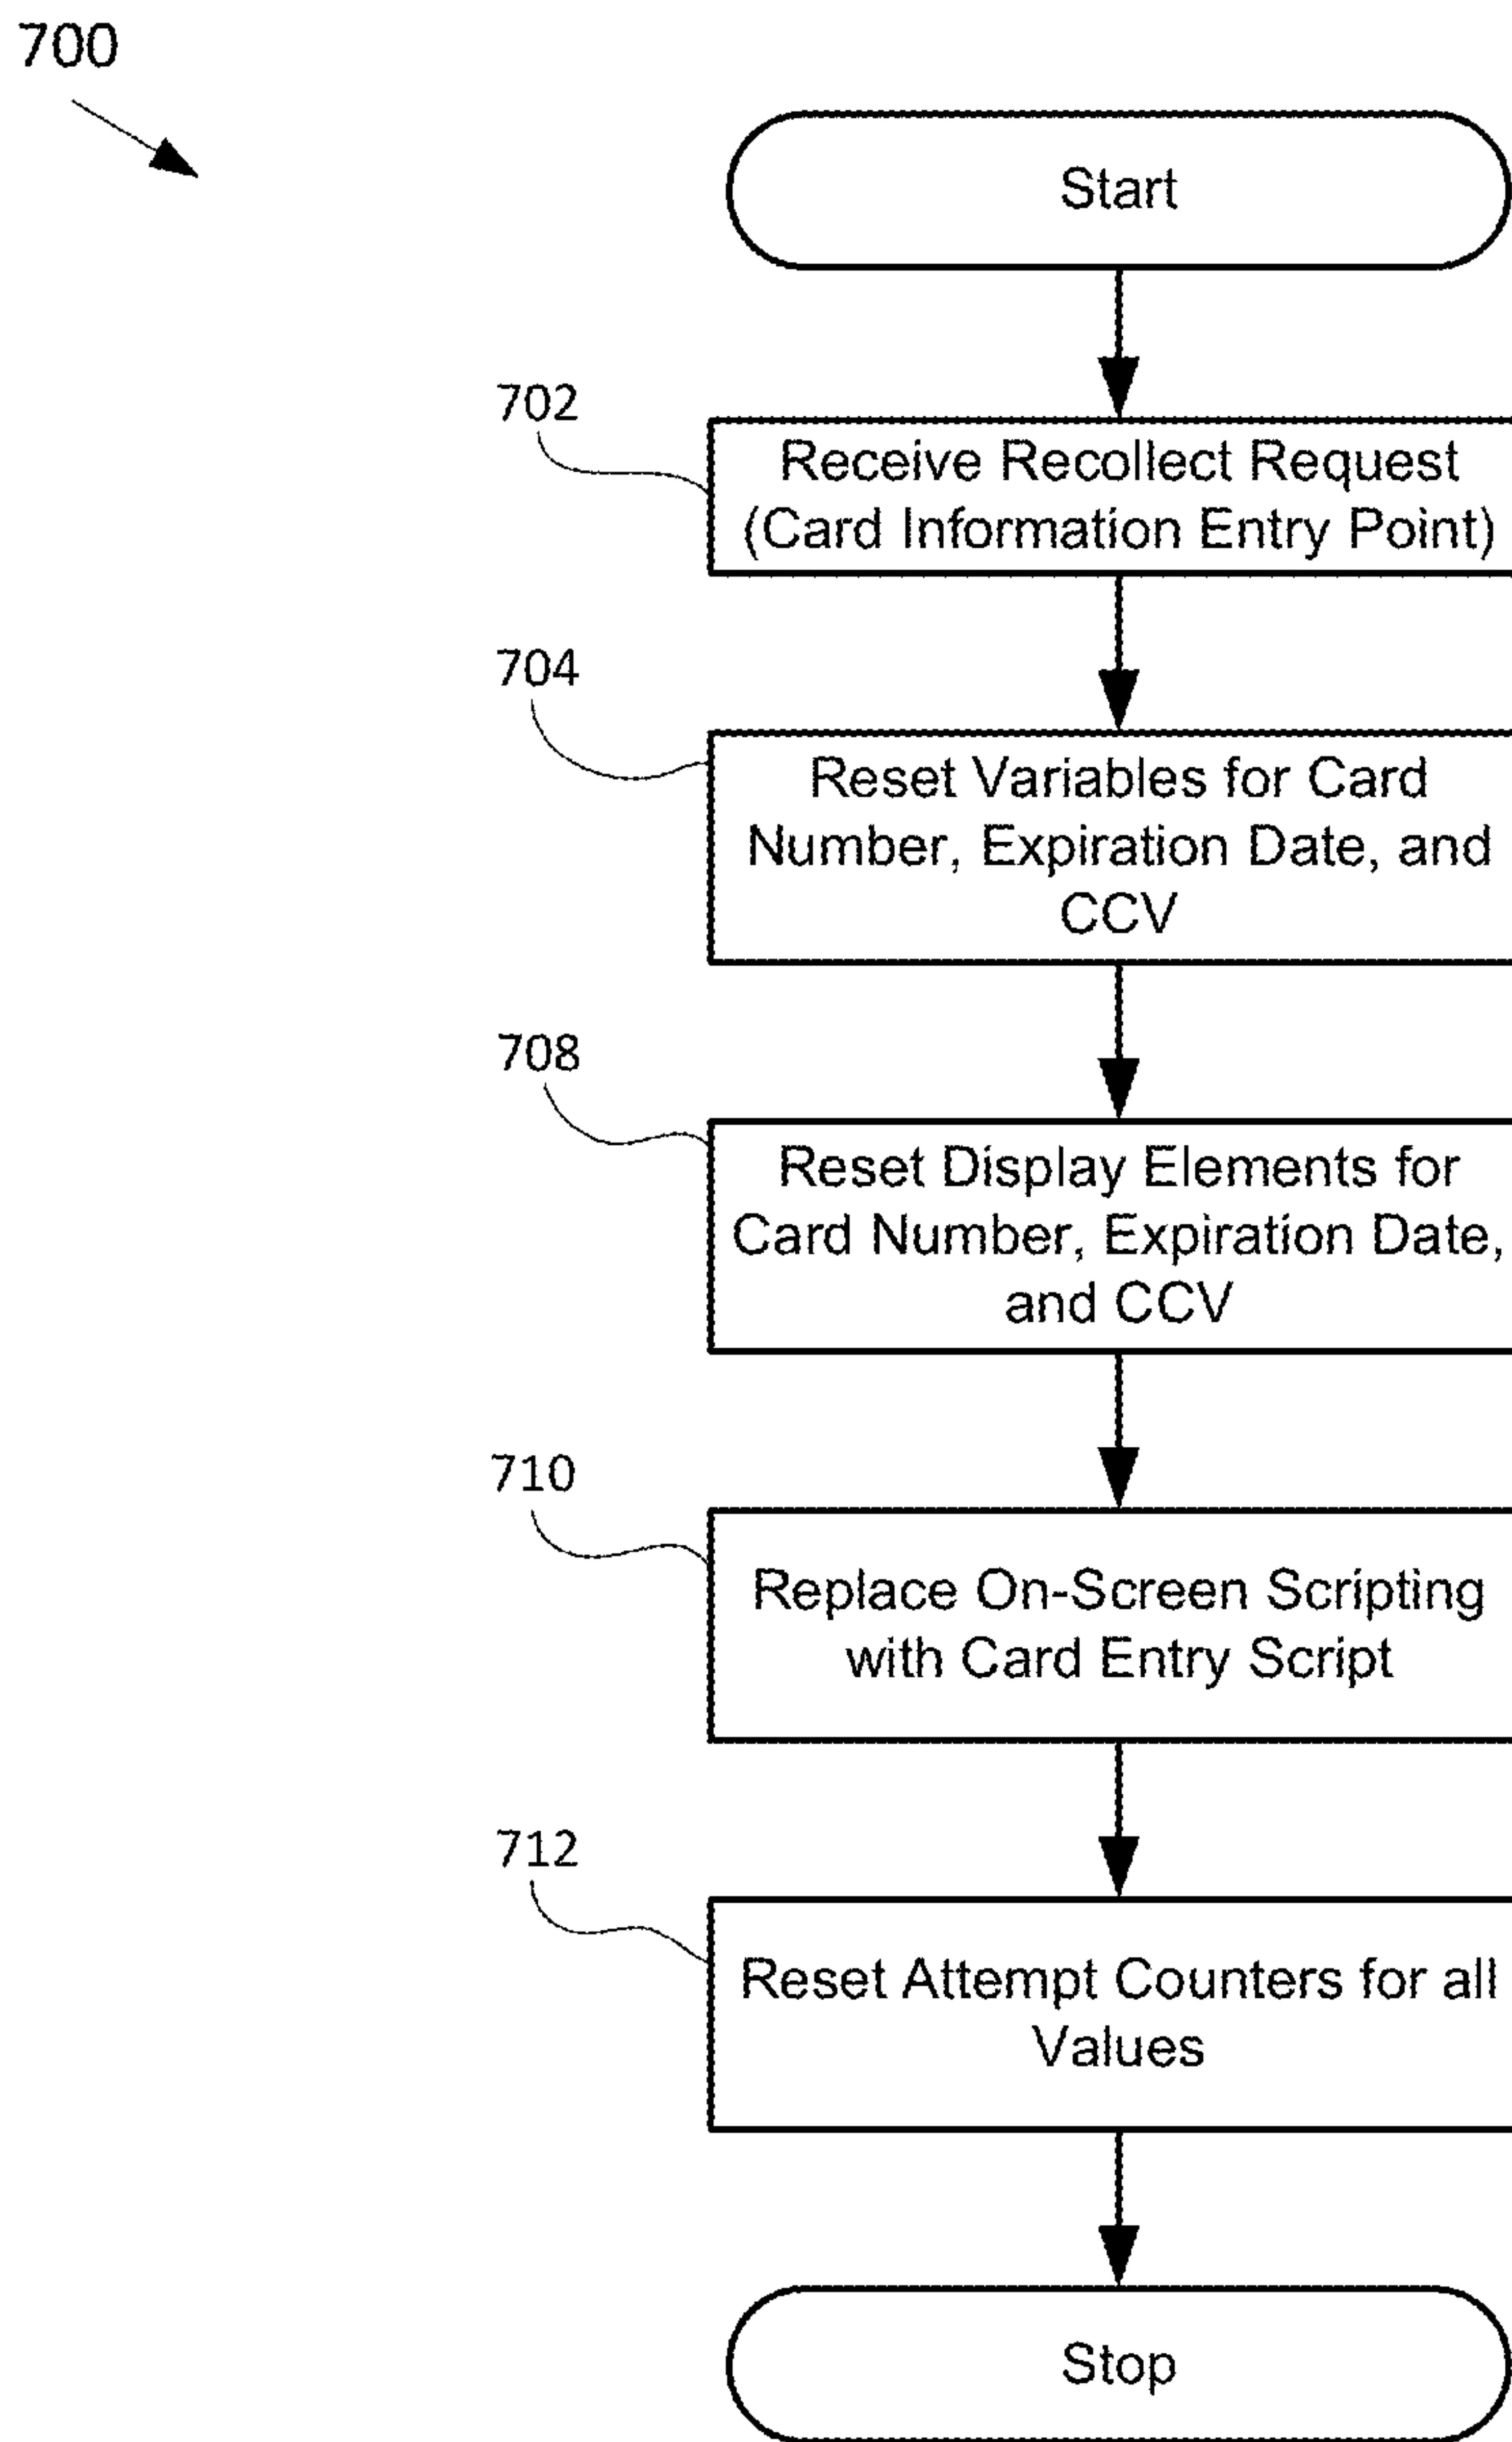 700
Start
702
Receive Recollect Request
(Card Information Entry Point)
704
Reset Variables for Card
Number, Expiration Date, and
CCV
708
Reset Display Elements for
Card Number, Expiration Date,
and CCV
710
Replace On-Screen Scripting
with Card Entry Script
712
Reset Attempt Counters for all
Values
Stop